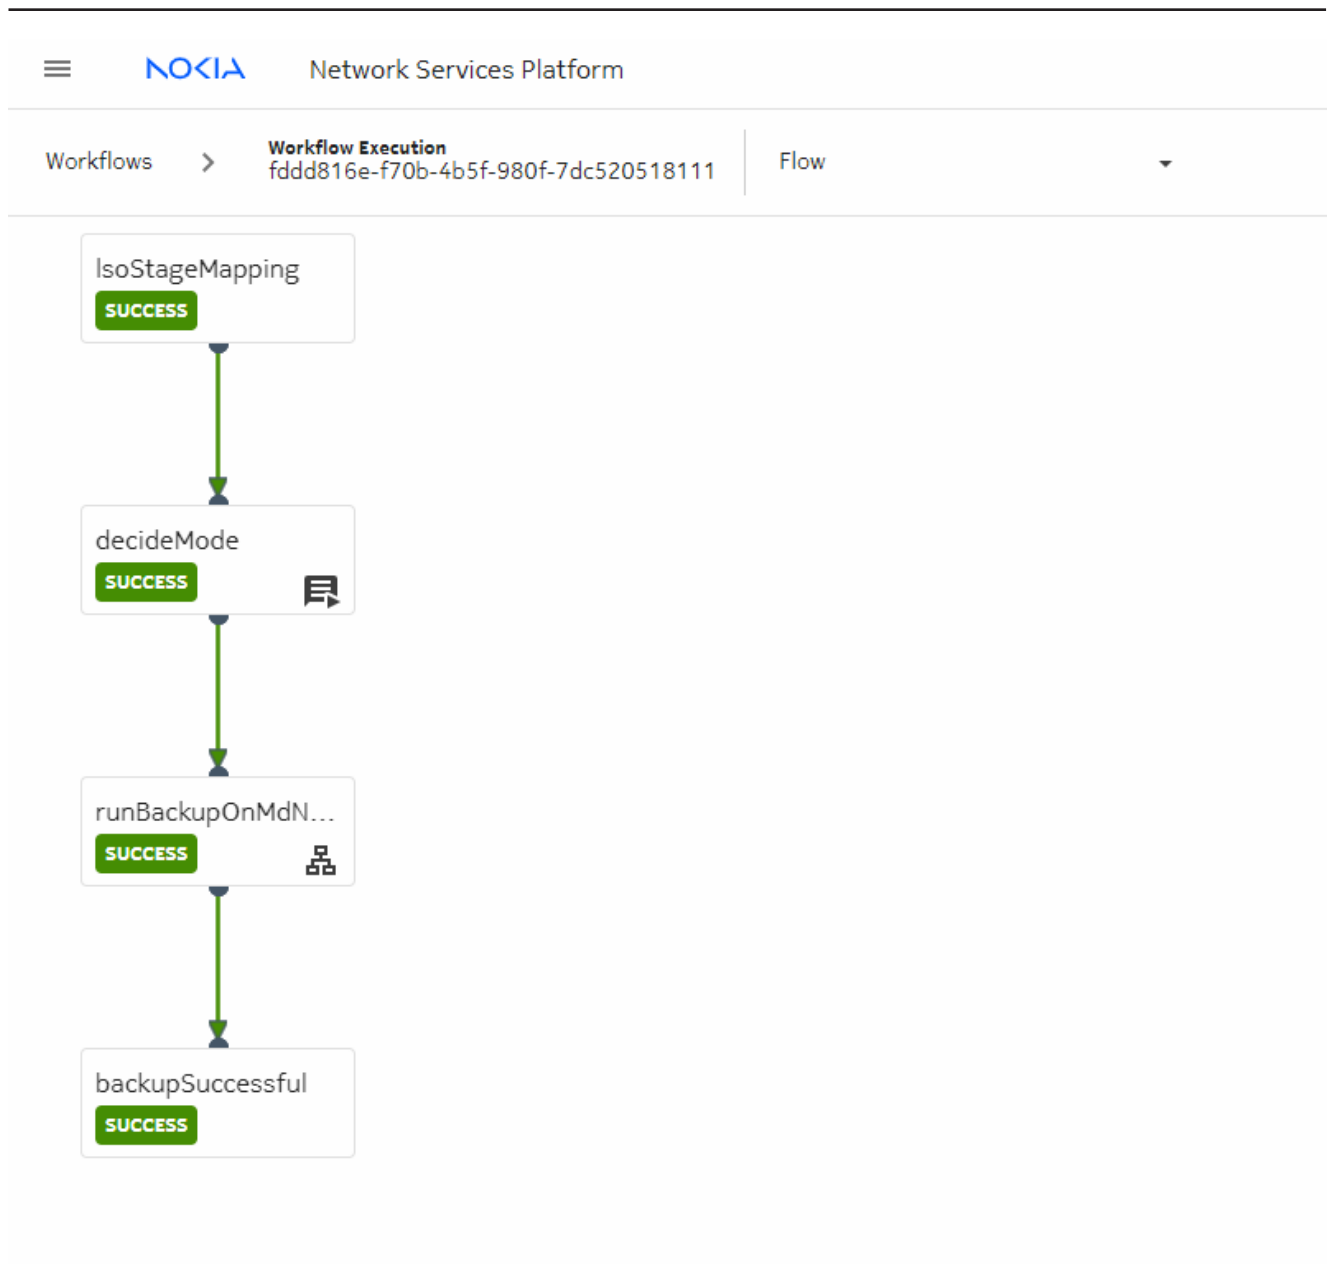 NOKIA Network Services Platform
Workflows
Workflow Execution
fddd816e-f70b-4b5f-980f-7dc520518111
Flow
lsoStageMapping
SUCCESS
decideMode
SUCCESS
runBackupOnMdN...
SUCCESS
backupSuccessful
SUCCESS